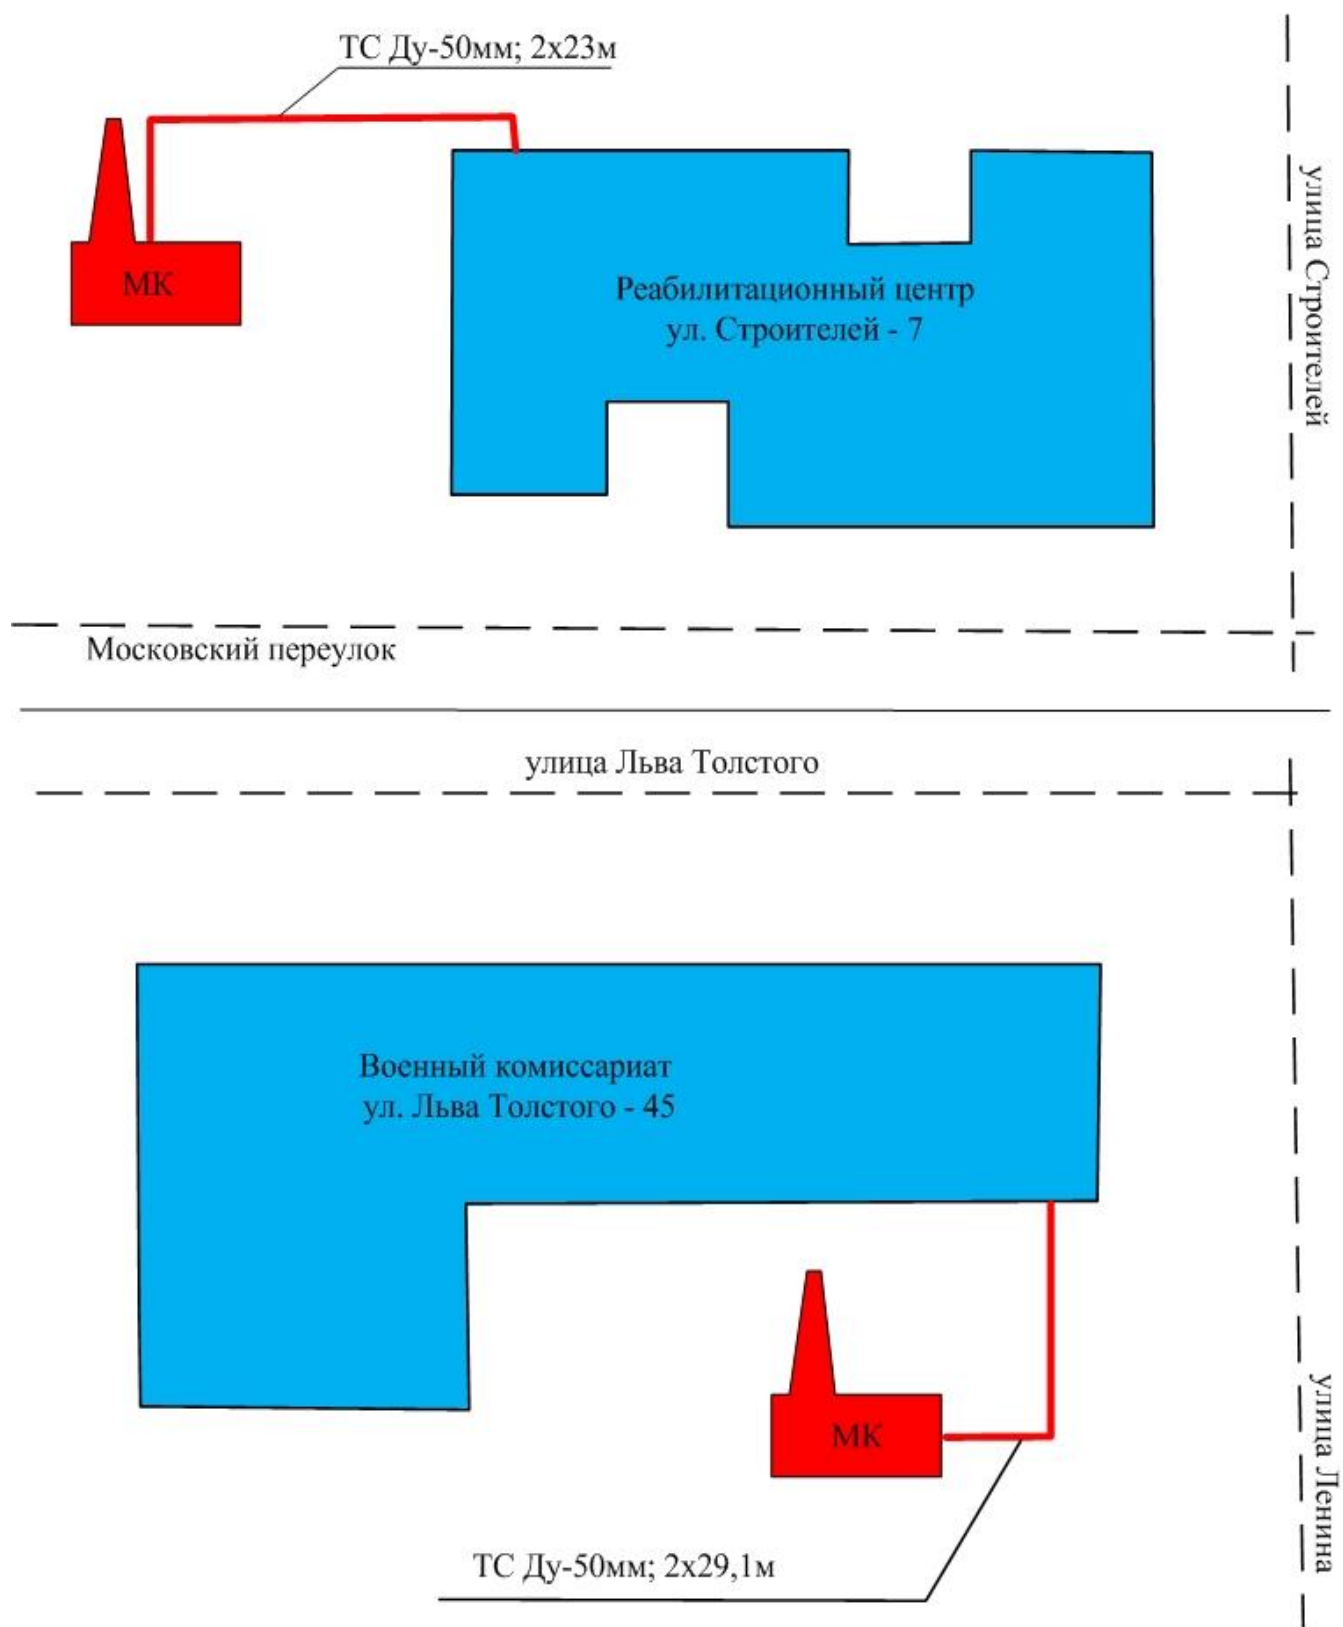 ТС Ду-50мм; 2х23м
МК
Реабилитационный центр
ул. Строителей - 7
улица Строителей
Московский переулок
улица Льва Толстого
Военный комиссариат
ул. Льва Толстого - 45
МК
улица Ленина
ТС Ду-50мм; 2х29,1м